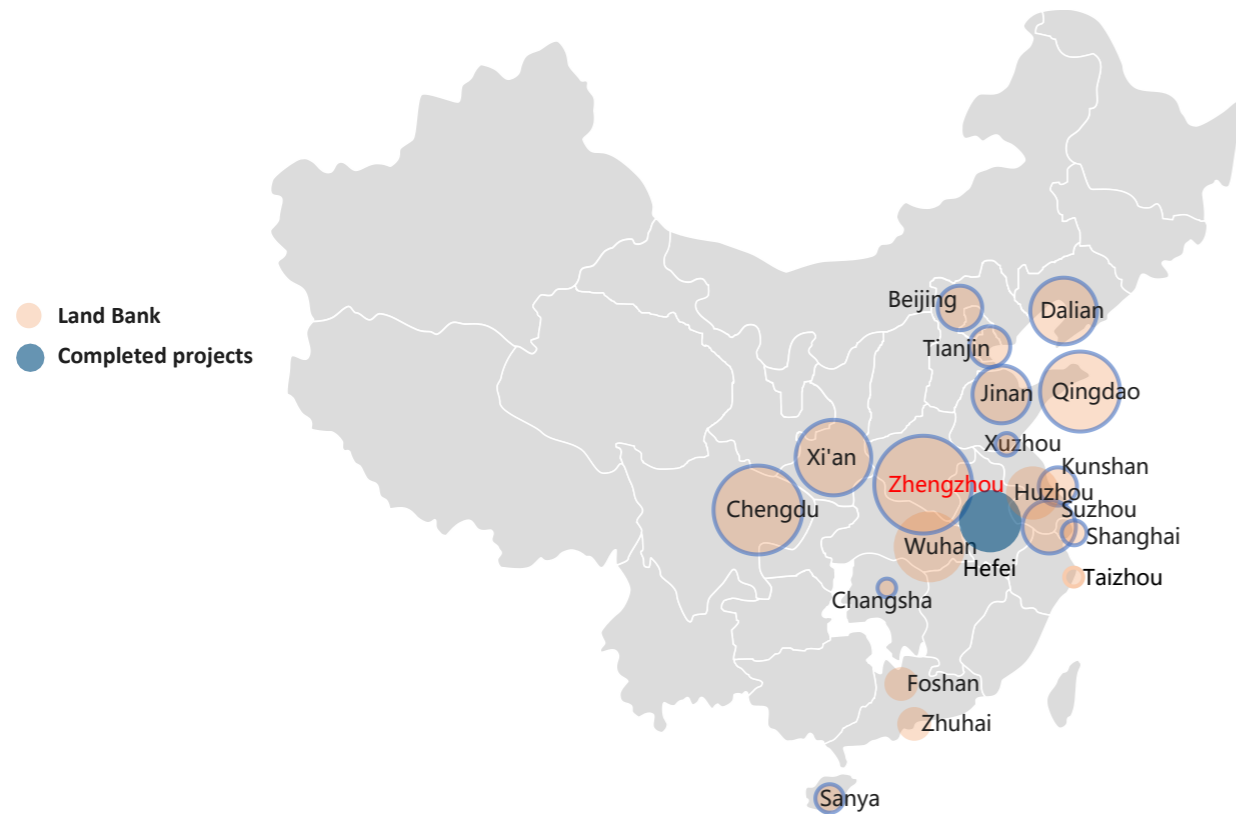 Land Bank
Completed projects
Beijing
Dalian
Tianjin
Jinan
Qingdao
Xuzhou
Xi'an
Kunshan
Zhengzhou
Huzhou
Chengdu
Suzhou
Shanghai
Wuhan
Hefei
Taizhou
Changsha
Foshan
Zhuhai
Sanya